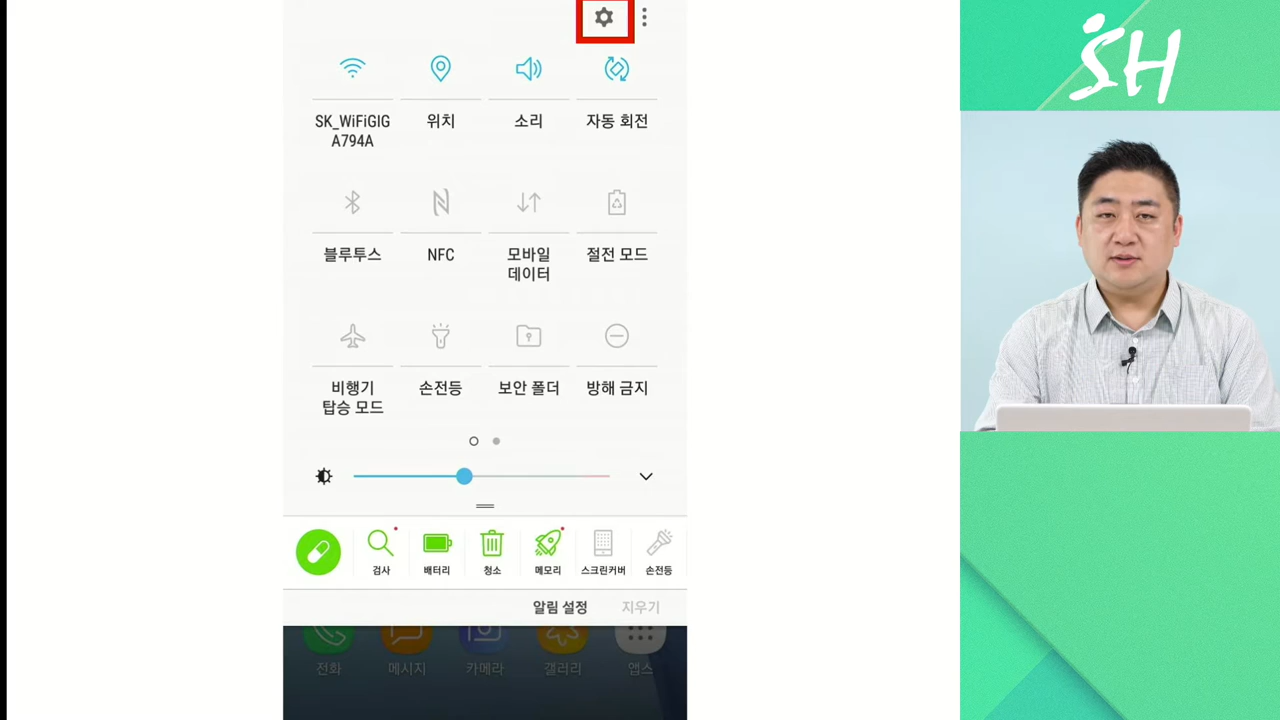 SH
SK_WiFiGIG
A794A
위치
소리
자동 회전
블루투스
NFC
모바일
데이터
절전 모드
비행기
탑승 모드
손전등
보안 폴더
방해 금지
검사
배터리
청소
메모리
스크린커버
손전등
알림 설정
지우기
전화
메시지
카메라
갤러리
앱스